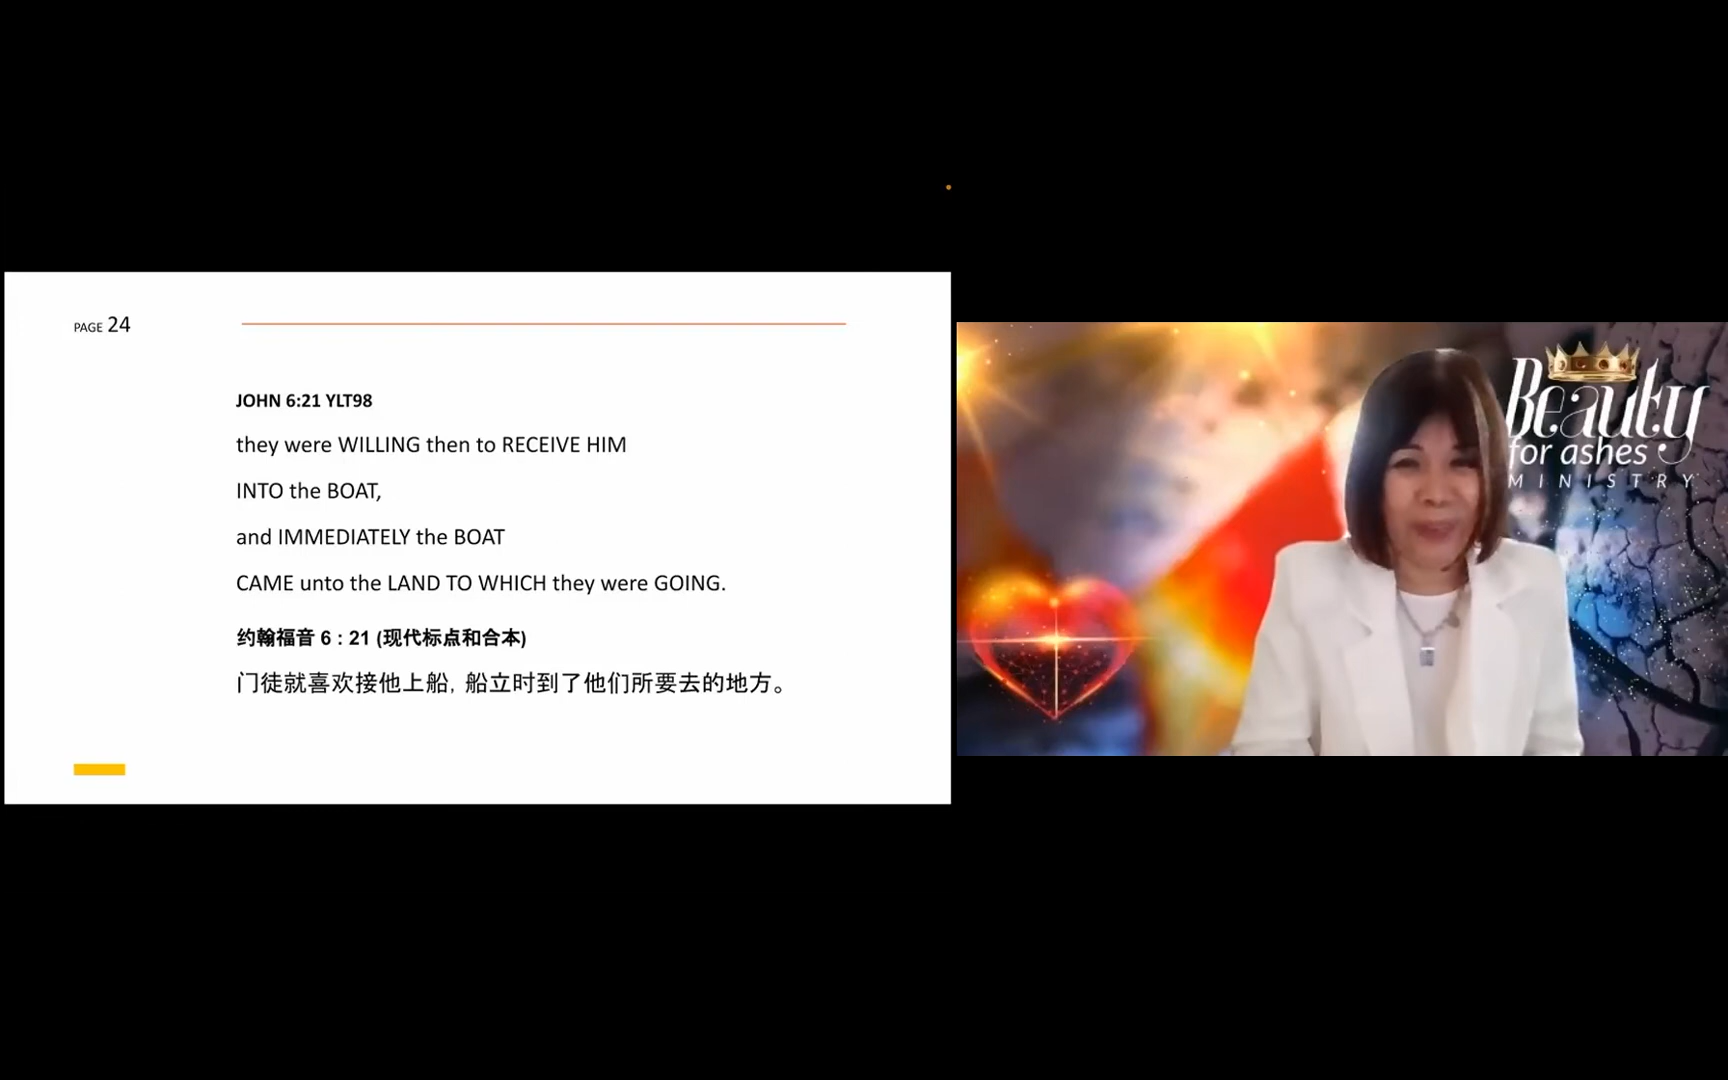 PAGE 24
JOHN 6:21 YLT98
they were WILLING then to RECEIVE HIM
INTO the BOAT,
and IMMEDIATELY the BOAT
CAME unto the LAND TO WHICH they were GOING.
约翰福音 6 : 21 (现代标点和合本)
门徒就喜欢接他上船, 船立时到了他们所要去的地方。
Beauty
for ashes
MINISTRY